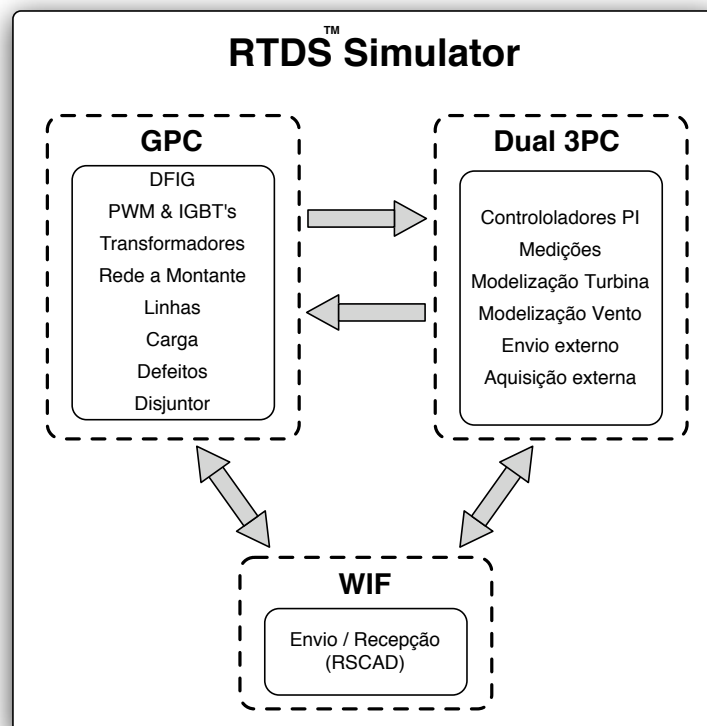 RTDS™ Simulator
GPC
DFIG
PWM & IGBT's
Transformadores
Rede a Montante
Linhas
Carga
Defeitos
Disjuntor
Dual 3PC
Controloladores PI
Medições
Modelização Turbina
Modelização Vento
Envio externo
Aquisição externa
WIF
Envio / Recepção
(RSCAD)